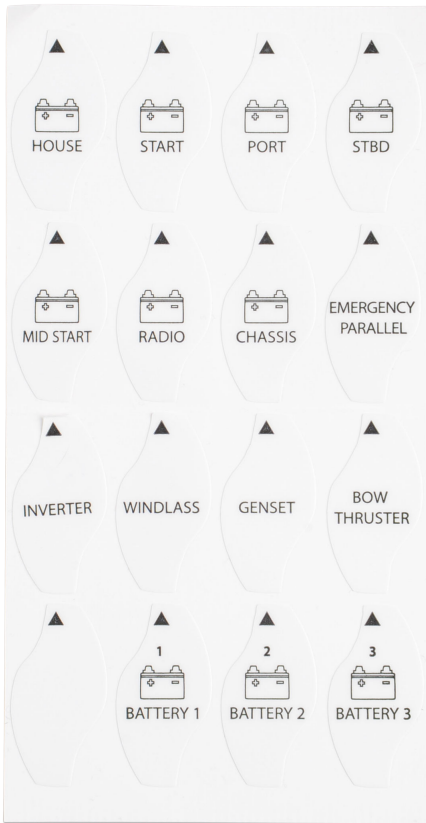 HOUSE
START
PORT
STBD
MID START
RADIO
CHASSIS
EMERGENCY
PARALLEL
INVERTER
WINDLASS
GENSET
BOW
THRUSTER
1
BATTERY 1
2
BATTERY 2
3
BATTERY 3